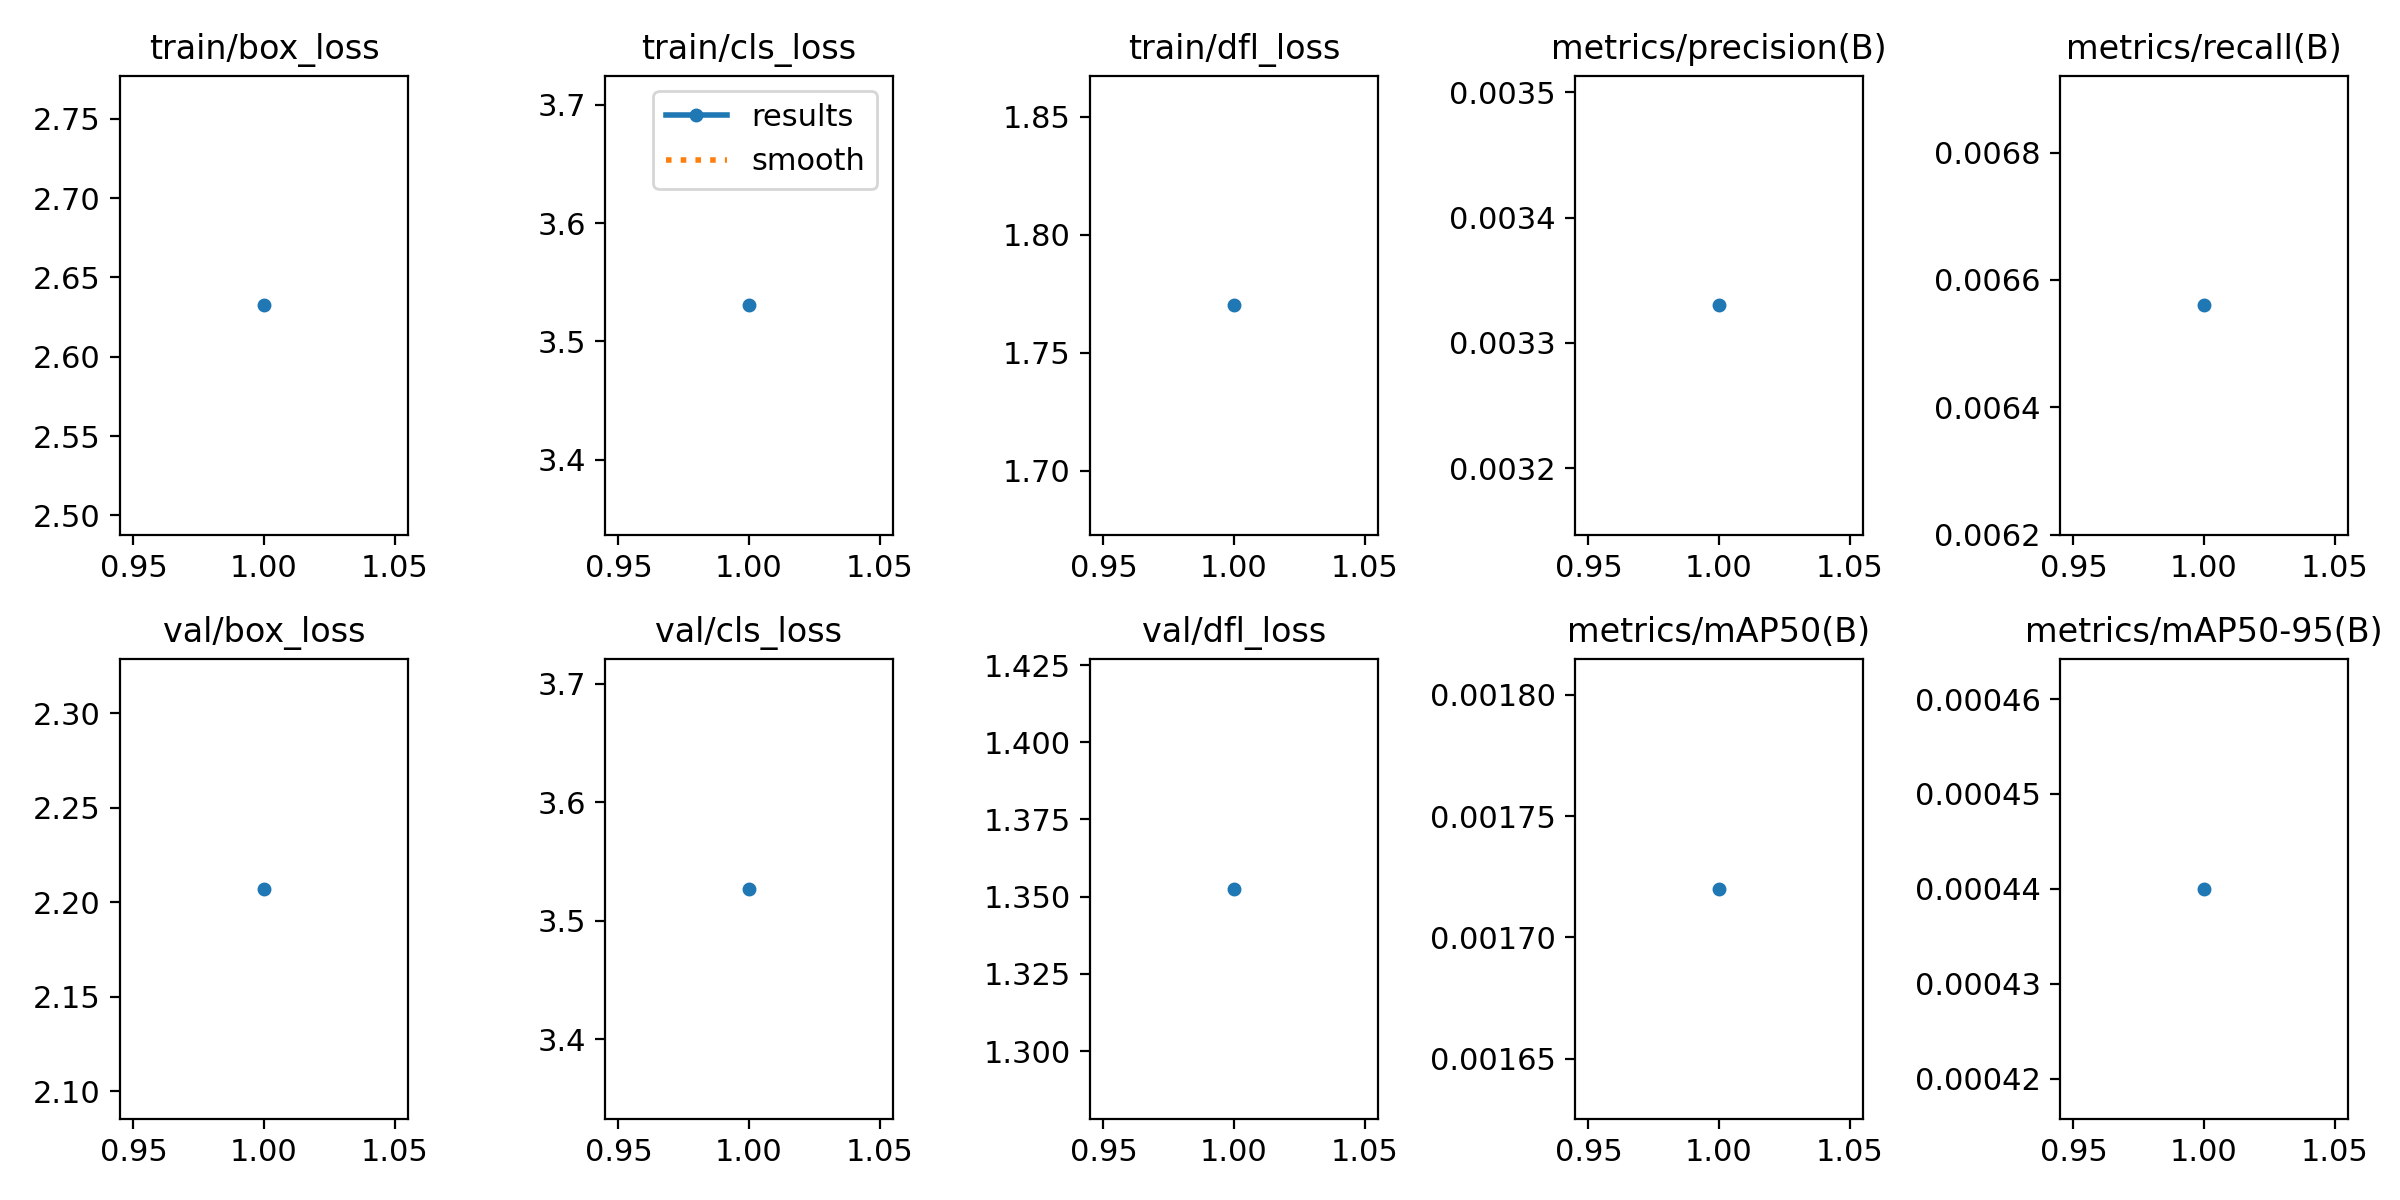 train/box_loss
2.75
2.70
2.65
2.60
2.55
2.50
0.95 1.00 1.05
train/cls_loss
results
smooth
3.7
3.6
3.5
3.4
0.95 1.00 1.05
train/dfl_loss
1.85
1.80
1.75
1.70
0.95 1.00 1.05
metrics/precision(B)
0.0035
0.0034
0.0033
0.0032
0.95 1.00 1.05
metrics/recall(B)
0.0068
0.0066
0.0064
0.0062
0.95 1.00 1.05
val/box_loss
2.30
2.25
2.20
2.15
2.10
0.95 1.00 1.05
val/cls_loss
3.7
3.6
3.5
3.4
0.95 1.00 1.05
val/dfl_loss
1.425
1.400
1.375
1.350
1.325
1.300
0.95 1.00 1.05
metrics/mAP50(B)
0.00180
0.00175
0.00170
0.00165
0.95 1.00 1.05
metrics/mAP50-95(B)
0.00046
0.00045
0.00044
0.00043
0.00042
0.95 1.00 1.05